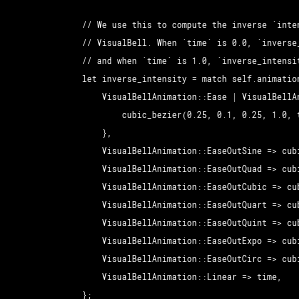 // We use this to compute the inverse `inten
// VisualBell. When `time` is 0.0, `inverse_
// and when `time` is 1.0, `inverse_intensit
let inverse_intensity = match self.animation
VisualBellAnimation::Ease | VisualBellAn
cubic_bezier(0.25, 0.1, 0.25, 1.0, t
},
VisualBellAnimation::EaseOutSine => cubi
VisualBellAnimation::EaseOutQuad => cubi
VisualBellAnimation::EaseOutCubic => cub
VisualBellAnimation::EaseOutQuart => cub
VisualBellAnimation::EaseOutQuint => cub
VisualBellAnimation::EaseOutExpo => cubi
VisualBellAnimation::EaseOutCirc => cubi
VisualBellAnimation::Linear => time,
};